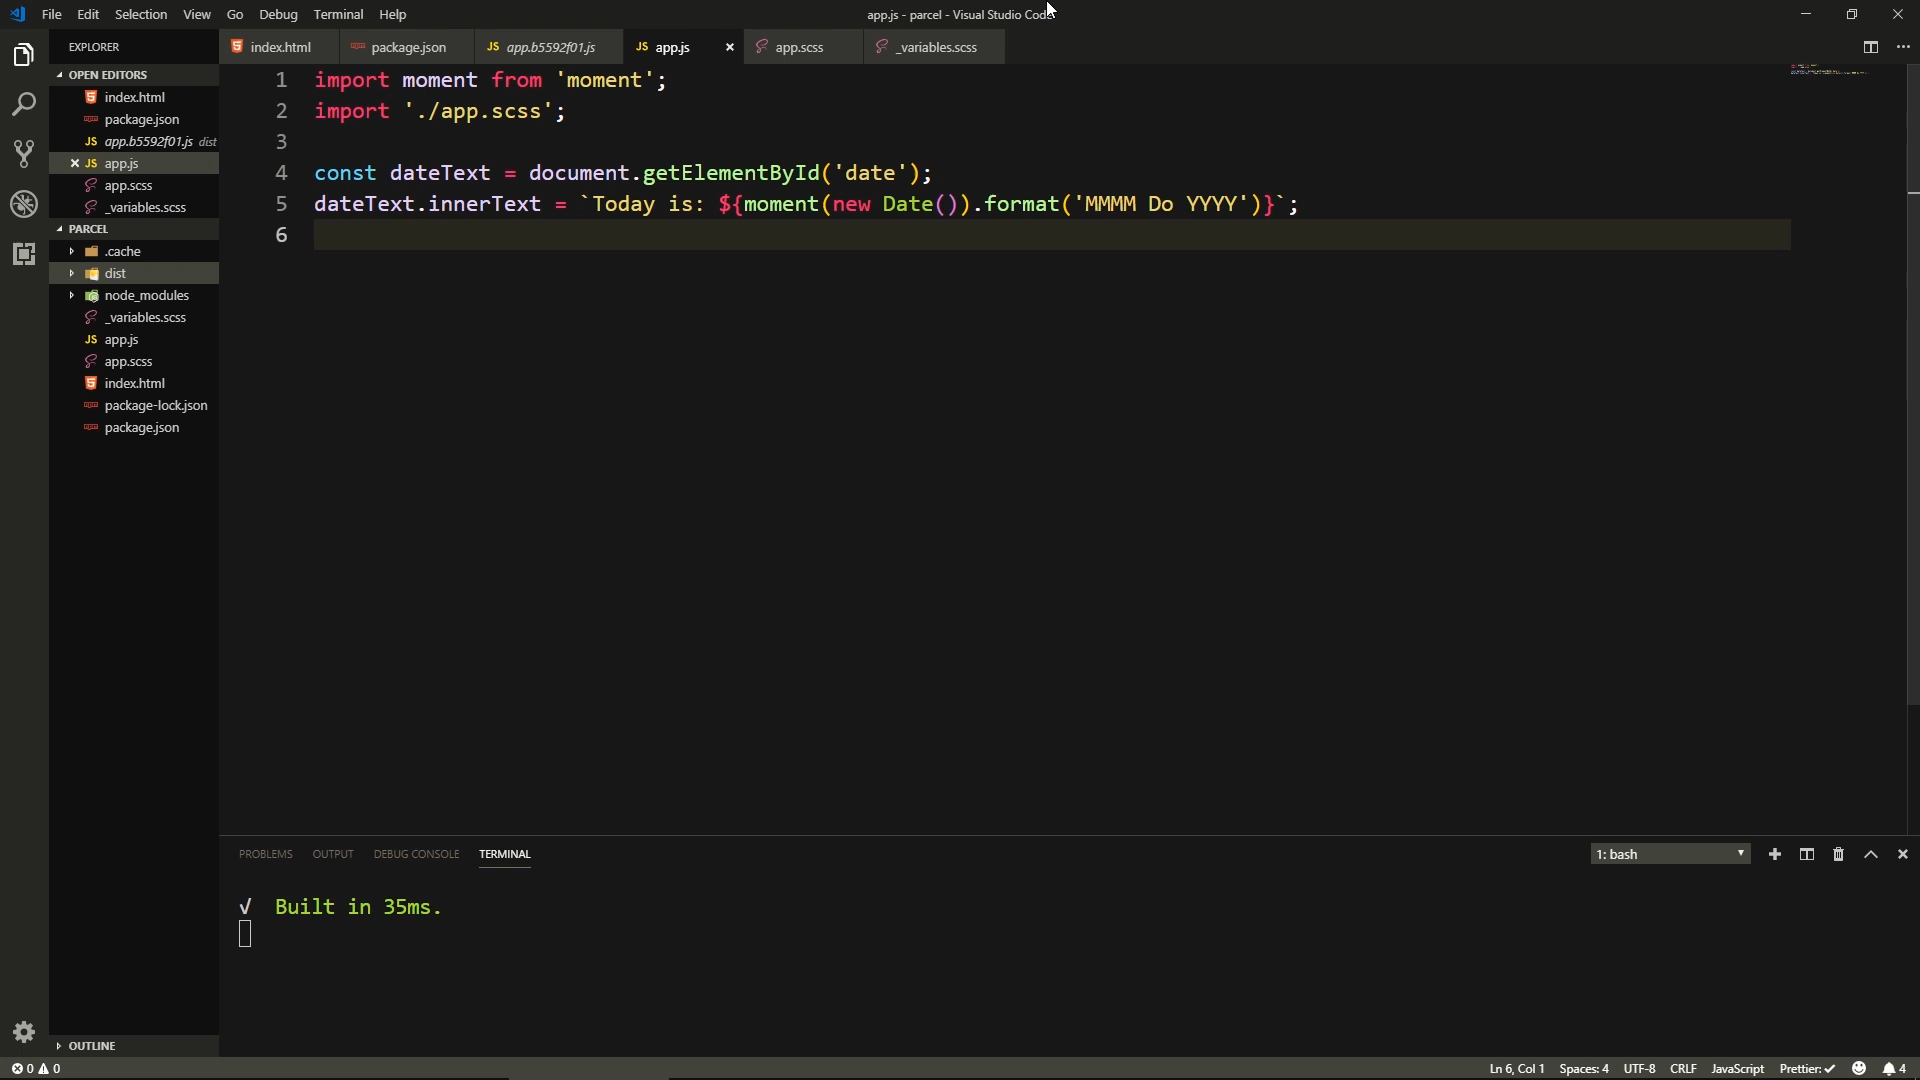 File Edit Selection View Go Debug Terminal Help
app.js - parcel - Visual Studio Code
EXPLORER
OPEN EDITORS
index.html
package.json
JS app.b5592f01.js dist
JS app.js
app.scss
_variables.scss
PARCEL
.cache
dist
node_modules
_variables.scss
JS app.js
app.scss
index.html
package-lock.json
package.json
OUTLINE
index.html package.json JS app.b5592f01.js JS app.js app.scss _variables.scss
1 import moment from 'moment';
2 import './app.scss';
3
4 const dateText = document.getElementById('date');
5 dateText.innerText = `Today is: ${moment(new Date()).format('MMMM Do YYYY')}`;
6
PROBLEMS OUTPUT DEBUG CONSOLE TERMINAL
1: bash
√ Built in 35ms.
0 0
Ln 6, Col 1 Spaces: 4 UTF-8 CRLF JavaScript Prettier: ✓ 4